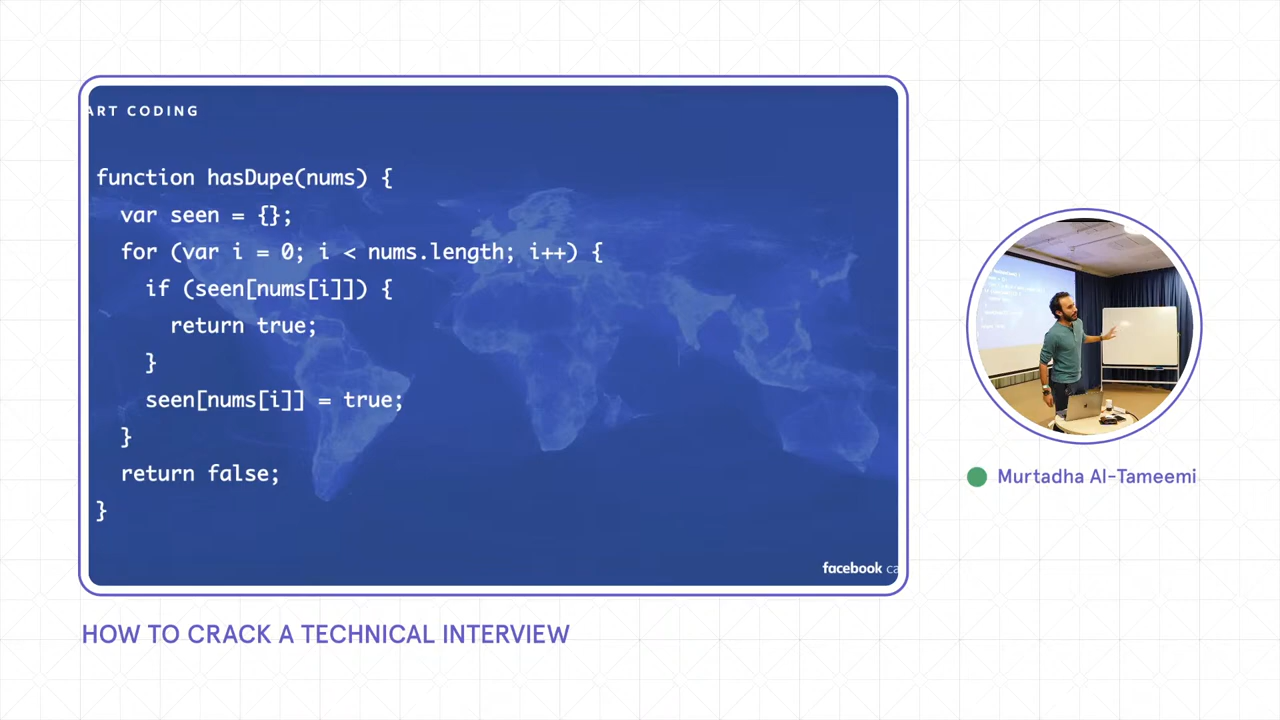 ART CODING
function hasDupe(nums) {
var seen = {};
for (var i = 0; i < nums.length; i++) {
if (seen[nums[i]]) {
return true;
}
seen[nums[i]] = true;
}
return false;
}
facebook ca
Murtadha Al-Tameemi
HOW TO CRACK A TECHNICAL INTERVIEW